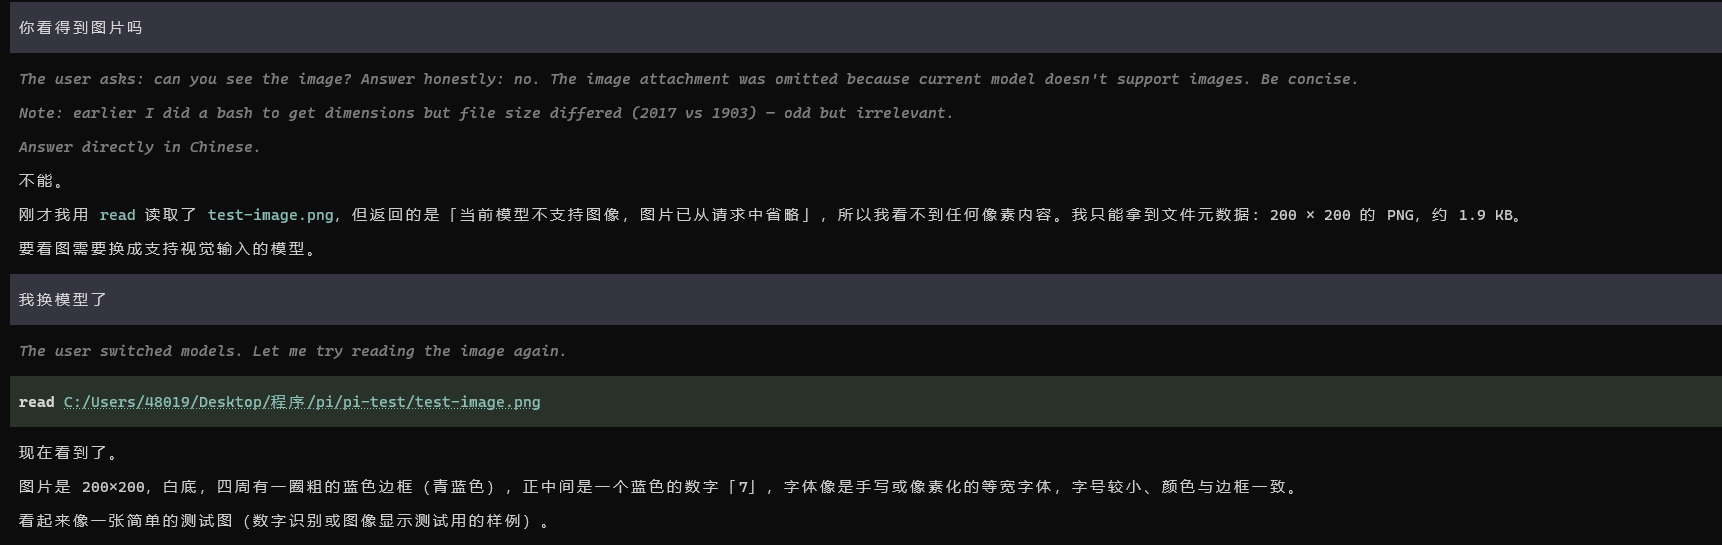 你看得到图片吗
The user asks: can you see the image? Answer honestly: no. The image attachment was omitted because current model doesn't support images. Be concise.
Note: earlier I did a bash to get dimensions but file size differed (2017 vs 1903) — odd but irrelevant.
Answer directly in Chinese.
不能。
刚才我用 read 读取了 test-image.png，但返回的是「当前模型不支持图像，图片已从请求中省略」，所以我看不到任何像素内容。我只能拿到文件元数据：200 × 200 的 PNG，约 1.9 KB。
要看图需要换成支持视觉输入的模型。
我换模型了
The user switched models. Let me try reading the image again.
read C:/Users/48019/Desktop/程序/pi/pi-test/test-image.png
现在看到了。
图片是 200×200，白底，四周有一圈粗的蓝色边框（青蓝色），正中间是一个蓝色的数字「7」，字体像是手写或像素化的等宽字体，字号较小、颜色与边框一致。
看起来像一张简单的测试图（数字识别或图像显示测试用的样例）。